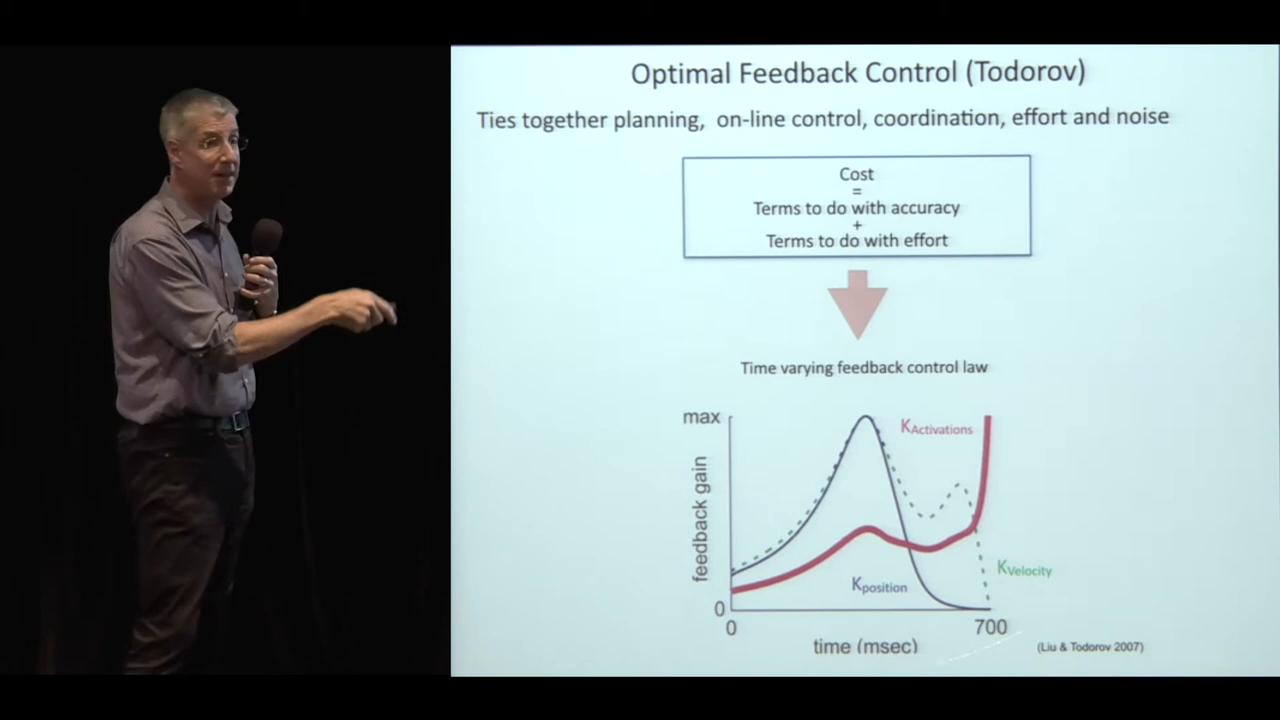 Optimal Feedback Control (Todorov)
Ties together planning, on-line control, coordination, effort and noise
Cost
=
Terms to do with accuracy
+
Terms to do with effort
Time varying feedback control law
max
KActivations
feedback gain
Kposition
KVelocity
0
0
700
time (msec)
(Liu & Todorov 2007)